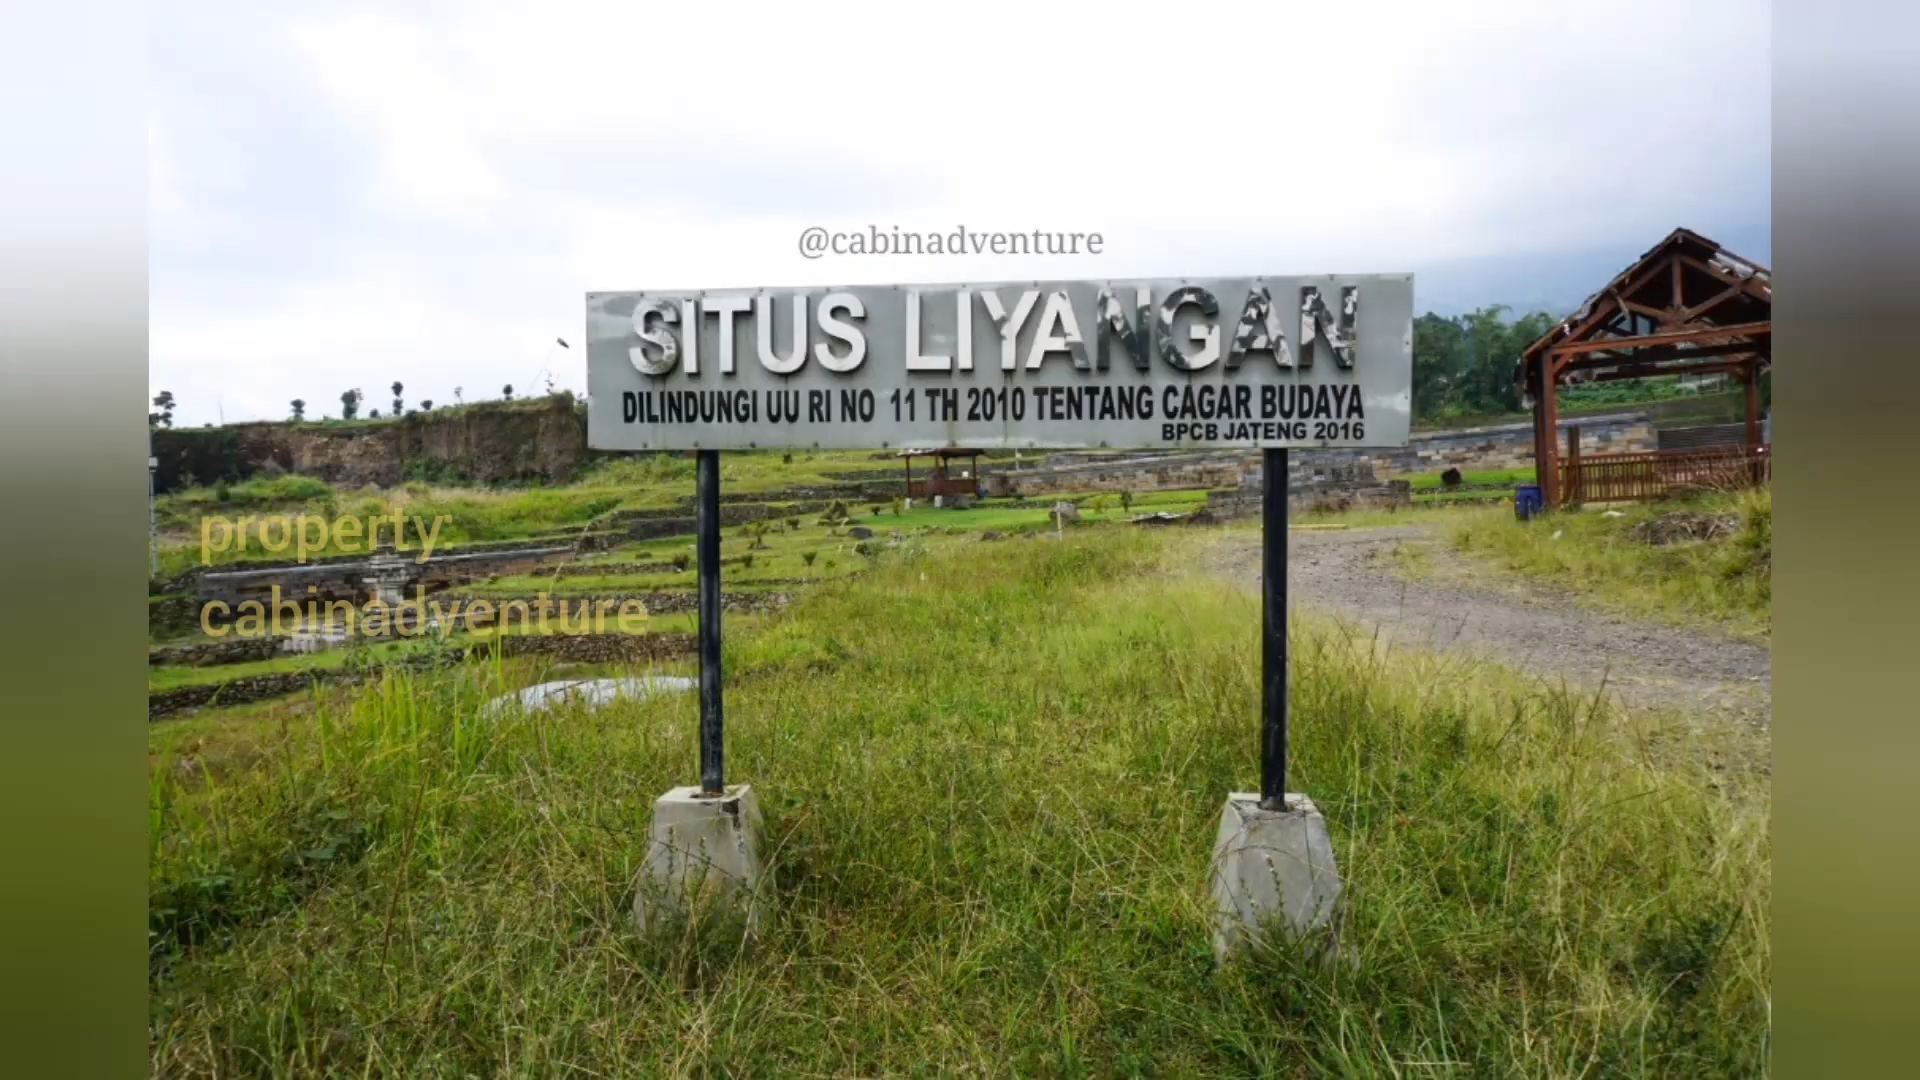 @cabinadventure
SITUS LIYANGAN
DILINDUNGI UU RI NO 11 TH 2010 TENTANG CAGAR BUDAYA
BPCB JATENG 2016
property:
cabinadventure